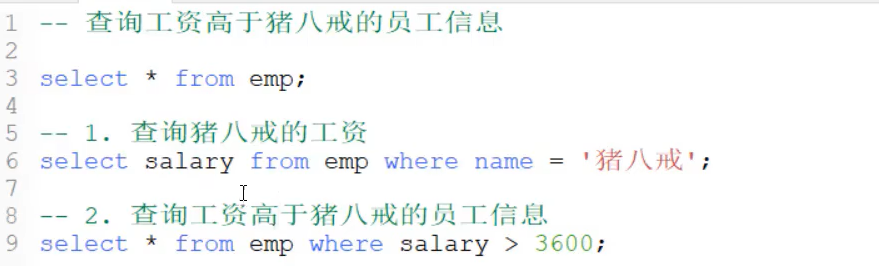 1 -- 查询工资高于猪八戒的员工信息
2
3 select * from emp;
4
5 -- 1. 查询猪八戒的工资
6 select salary from emp where name = '猪八戒';
7
8 -- 2. 查询工资高于猪八戒的员工信息
9 select * from emp where salary > 3600;